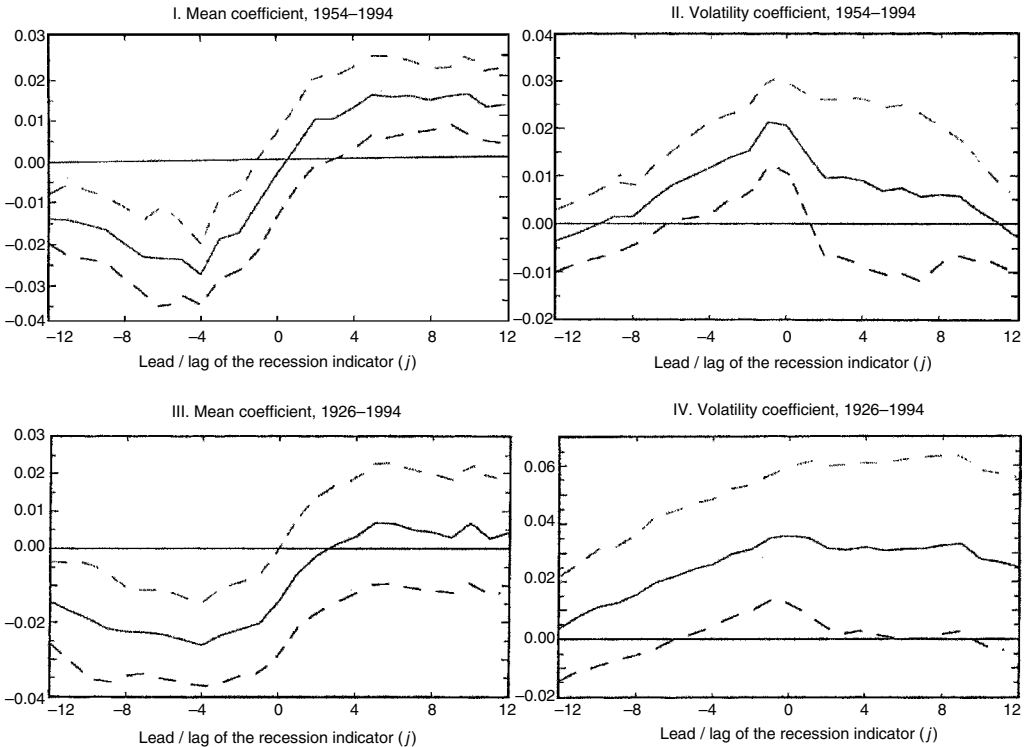 I. Mean coefficient, 1954–1994
0.03
0.02
0.01
0.00
–0.01
–0.02
0.03
–0.04
–12 –8 –4 0 4 8 12
Lead / lag of the recession indicator (j)
II. Volatility coefficient, 1954–1994
0.04
0.03
0.02
0.01
0.00
–0.01
–0.02
–12 –8 –4 0 4 8 12
Lead / lag of the recession indicator (j)
III. Mean coefficient, 1926–1994
0.03
0.02
0.00
–0.02
–0.04
–12 –8 –4 0 4 8 12
Lead / lag of the recession indicator (j)
IV. Volatility coefficient, 1926–1994
0.06
0.04
0.02
0.00
–0.02
–12 –8 –4 0 4 8 12
Lead / lag of the recession indicator (j)